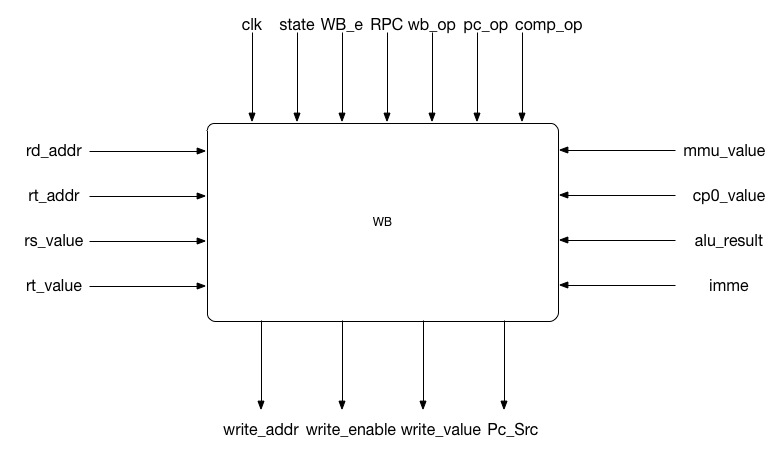 clk state WB_e RPC wb_op pc_op comp_op
rd_addr
mmu_value
rt_addr
cp0_value
WB
rs_value
alu_result
rt_value
imme
write_addr write_enable write_value Pc_Src